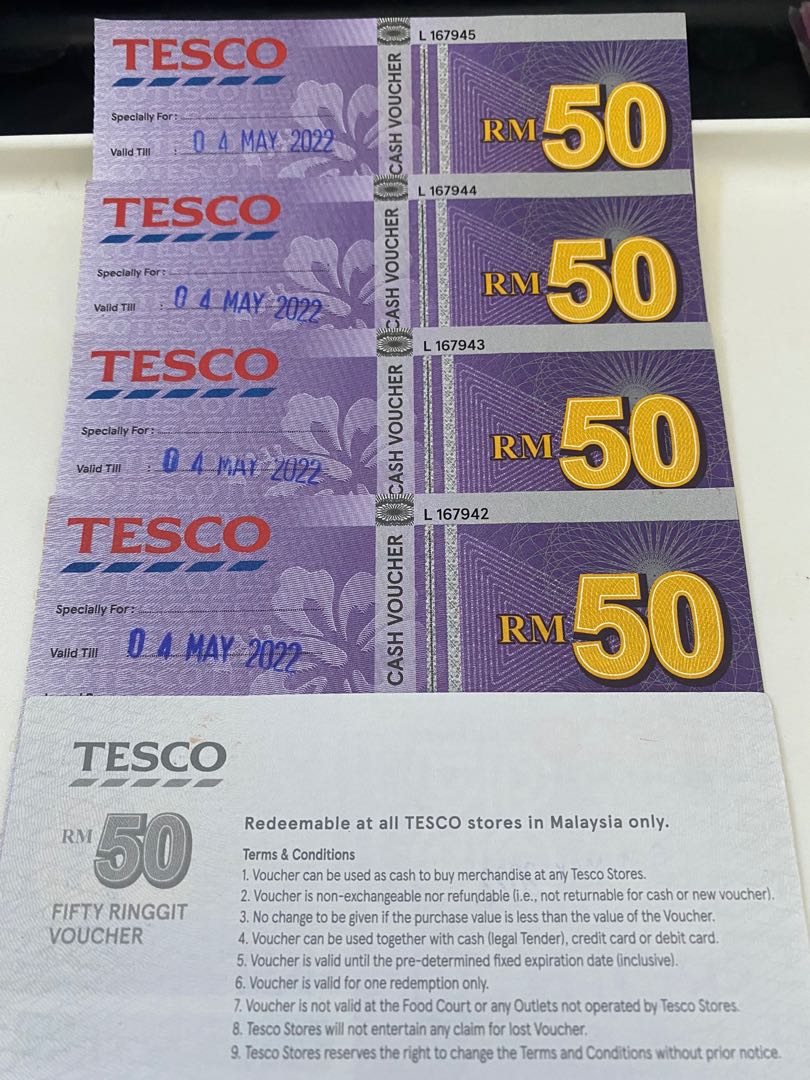 TESCO
L 167945
CASH VOUCHER
Specially For :
Valid Till : 04 MAY 2022
RM 50
TESCO
L 167944
CASH VOUCHER
Specially For :
Valid Till : 04 MAY 2022
RM 50
TESCO
L 167943
CASH VOUCHER
Specially For :
Valid Till : 04 MAY 2022
RM 50
TESCO
L 167942
CASH VOUCHER
Specially For :
Valid Till : 04 MAY 2022
RM 50
TESCO
RM 50
FIFTY RINGGIT
VOUCHER
Redeemable at all TESCO stores in Malaysia only.
Terms & Conditions
1. Voucher can be used as cash to buy merchandise at any Tesco Stores.
2. Voucher is non-exchangeable nor refundable (i.e., not returnable for cash or new voucher).
3. No change to be given if the purchase value is less than the value of the Voucher.
4. Voucher can be used together with cash (legal Tender), credit card or debit card.
5. Voucher is valid until the pre-determined fixed expiration date (inclusive).
6. Voucher is valid for one redemption only.
7. Voucher is not valid at the Food Court or any Outlets not operated by Tesco Stores.
8. Tesco Stores will not entertain any claim for lost Voucher.
9. Tesco Stores reserves the right to change the Terms and Conditions without prior notice.